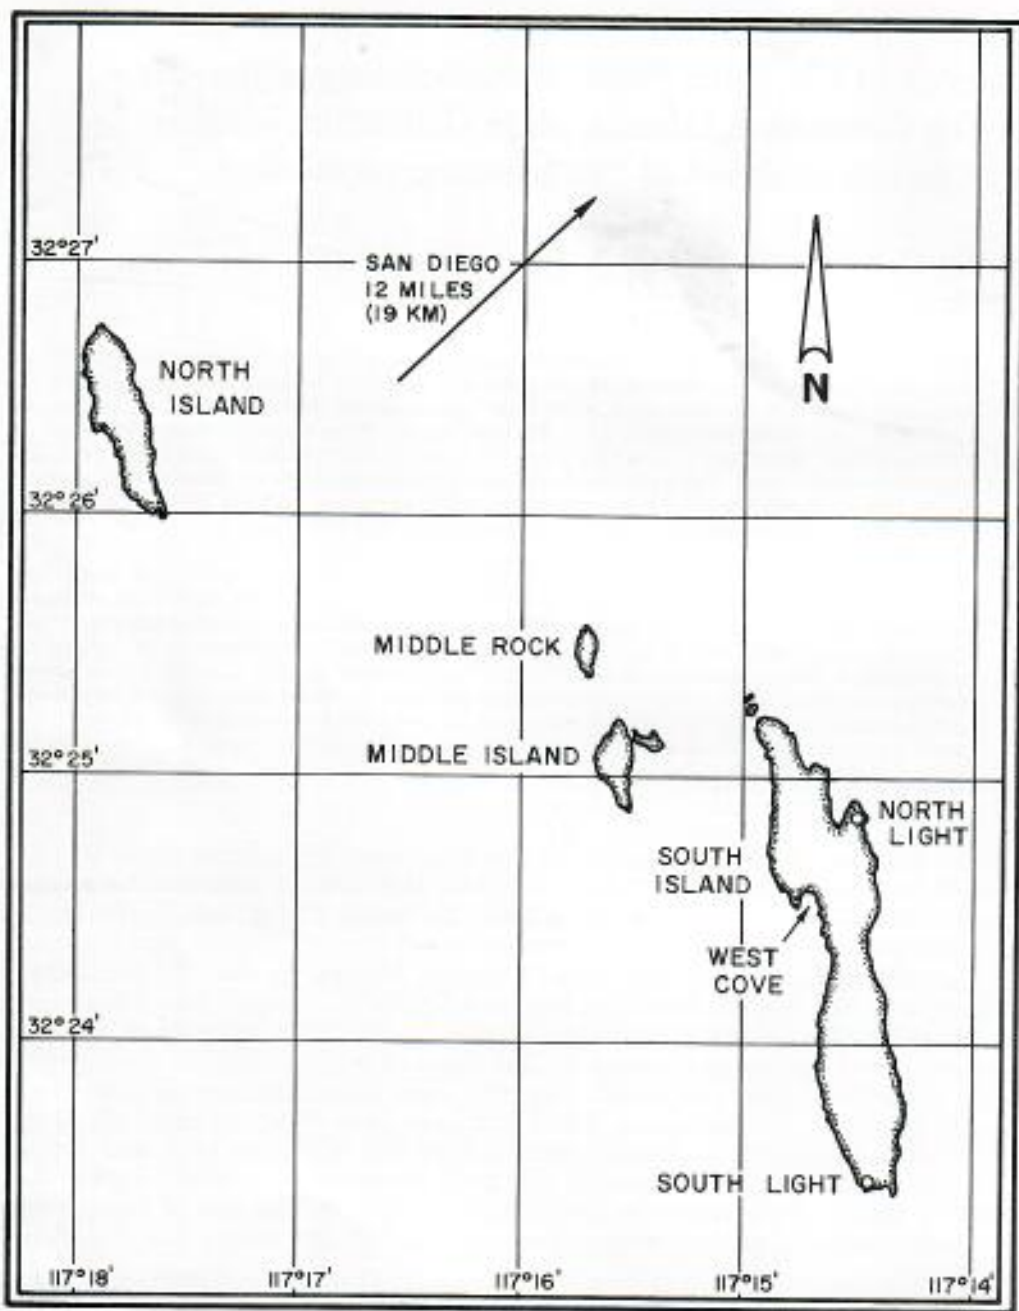 32°27'
SAN DIEGO
12 MILES
(19 KM)
N
NORTH
ISLAND
32°26'
MIDDLE ROCK
MIDDLE ISLAND
32°25'
NORTH
LIGHT
SOUTH
ISLAND
WEST
COVE
32°24'
SOUTH LIGHT
117°18'
117°17'
117°16'
117°15'
117°14'